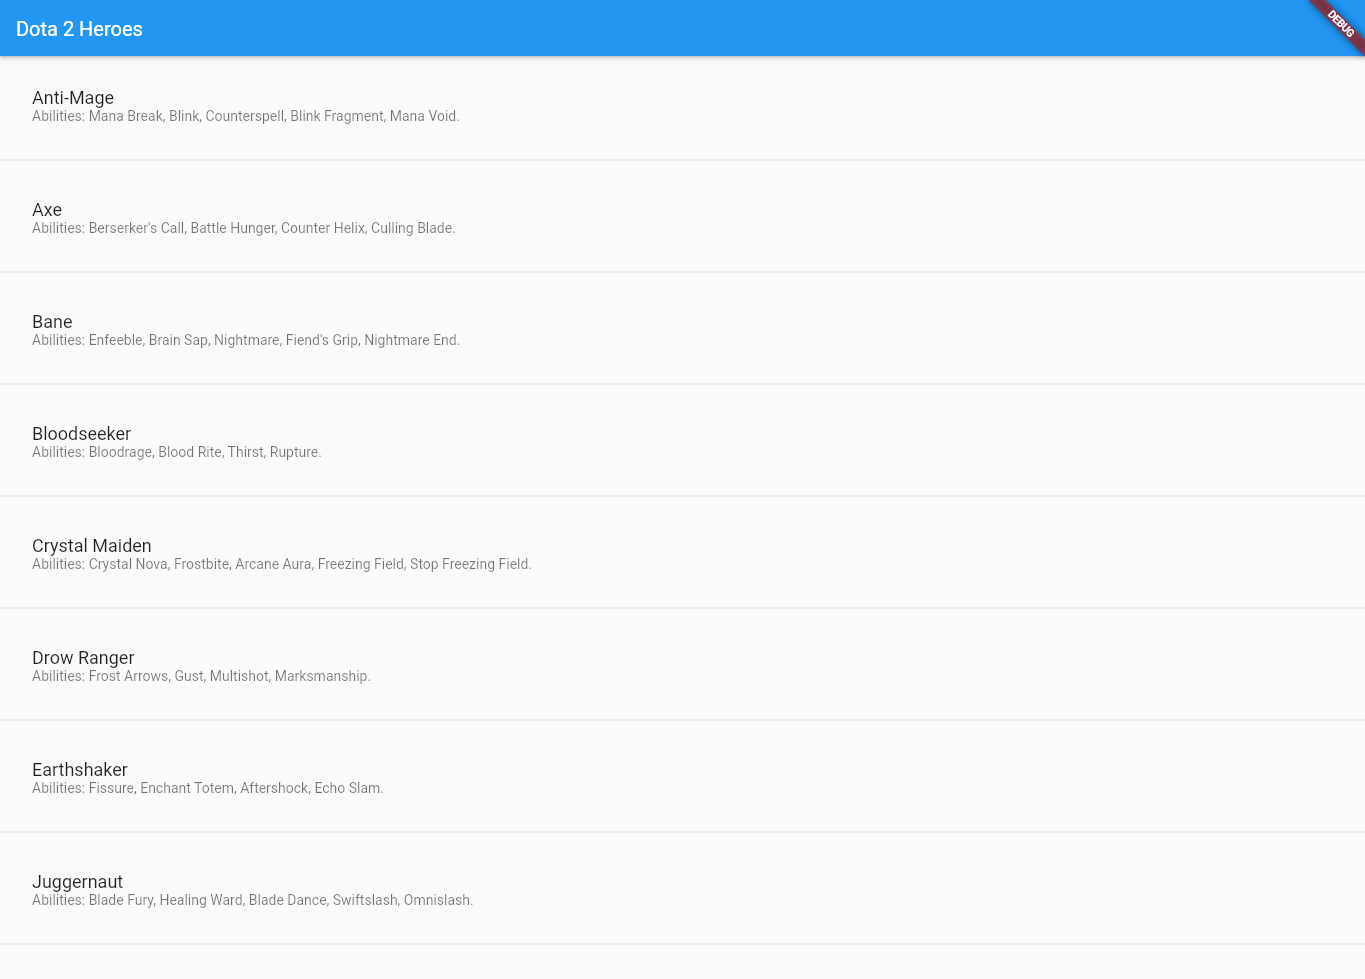 Dota 2 Heroes
DEBUG
Anti-Mage
Abilities: Mana Break, Blink, Counterspell, Blink Fragment, Mana Void.
Axe
Abilities: Berserker's Call, Battle Hunger, Counter Helix, Culling Blade.
Bane
Abilities: Enfeeble, Brain Sap, Nightmare, Fiend's Grip, Nightmare End.
Bloodseeker
Abilities: Bloodrage, Blood Rite, Thirst, Rupture.
Crystal Maiden
Abilities: Crystal Nova, Frostbite, Arcane Aura, Freezing Field, Stop Freezing Field.
Drow Ranger
Abilities: Frost Arrows, Gust, Multishot, Marksmanship.
Earthshaker
Abilities: Fissure, Enchant Totem, Aftershock, Echo Slam.
Juggernaut
Abilities: Blade Fury, Healing Ward, Blade Dance, Swiftslash, Omnislash.